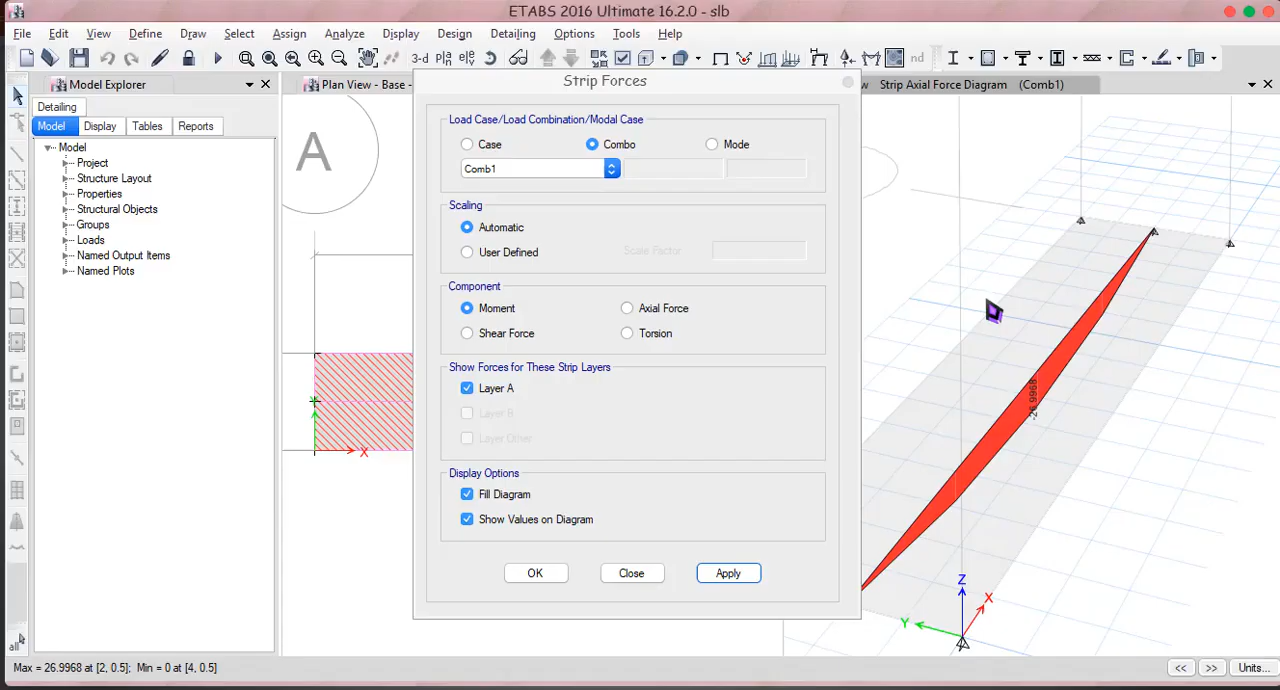 ETABS 2016 Ultimate 16.2.0 - slb
File Edit View Define Draw Select Assign Analyze Display Design Detailing Options Tools Help
3-d
nd
Model Explorer
Plan View - Base -
Strip Axial Force Diagram (Comb1)
Detailing
Model Display Tables Reports
Model
Project
Structure Layout
Properties
Structural Objects
Groups
Loads
Named Output Items
Named Plots
A
X
Strip Forces
Load Case/Load Combination/Modal Case
Case Combo Mode
Comb1
Scaling
Automatic
User Defined Scale Factor
Component
Moment Axial Force
Shear Force Torsion
Show Forces for These Strip Layers
Layer A
Layer B
Layer Other
Display Options
Fill Diagram
Show Values on Diagram
OK Close Apply
-26.9968
Z
X
Y
all
Max = 26.9968 at [2, 0.5]; Min = 0 at [4, 0.5]
<< >> Units...